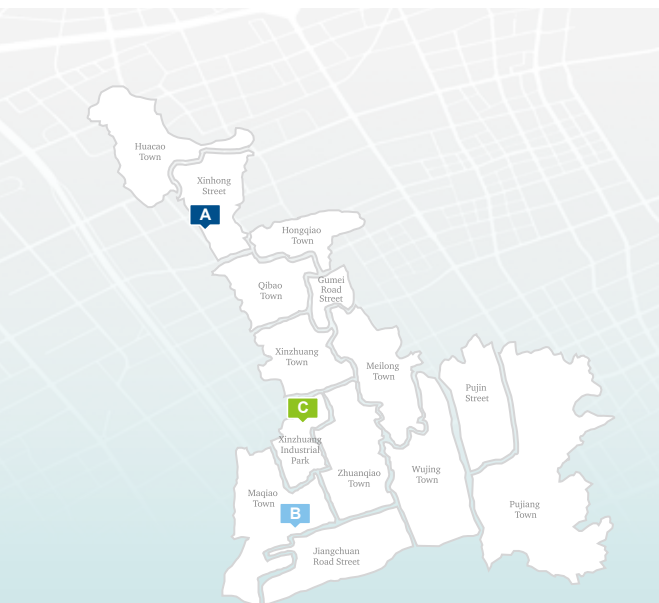 Huacao
Town
Xinhong
Street
A
Hongqiao
Town
Qibao
Town
Gumei
Road
Street
Xinzhuang
Town
Meilong
Town
Pujin
Street
C
Xinzhuang
Industrial
Park
Zhuanqiao
Town
Wujing
Town
Maqiao
Town
B
Pujiang
Town
Jiangchuan
Road Street